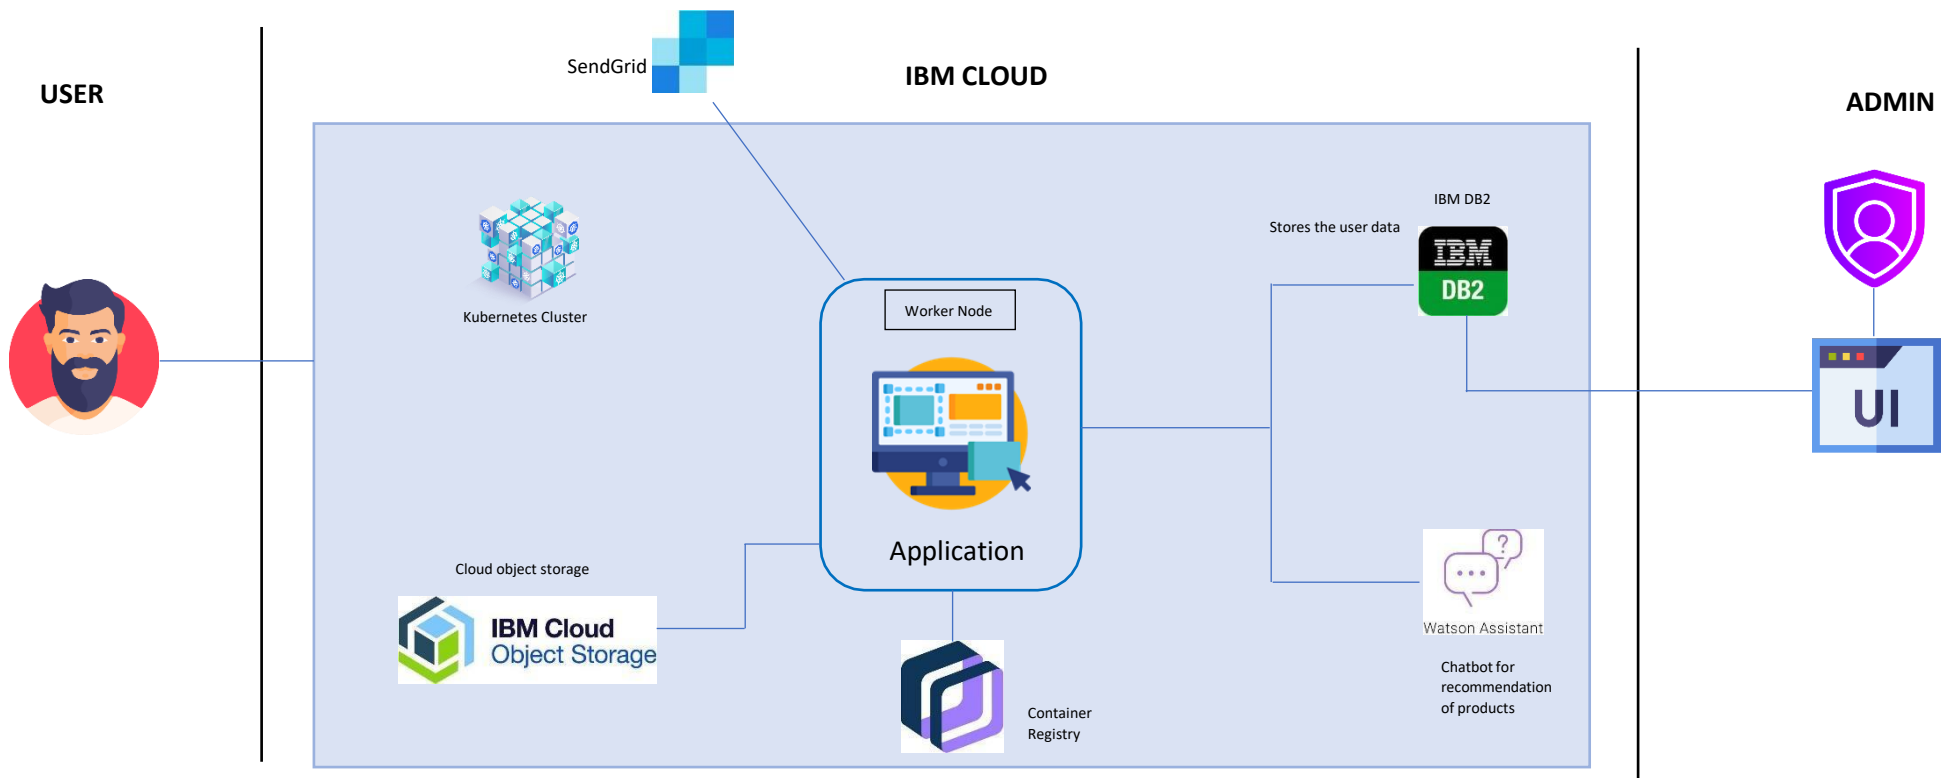 SendGrid
IBM CLOUD
USER
ADMIN
IBM DB2
Stores the user data
IBM
DB2
Kubernetes Cluster
Worker Node
UI
Application
Cloud object storage
IBM Cloud
Object Storage
?
Watson Assistant
Chatbot for
recommendation
of products
Container
Registry